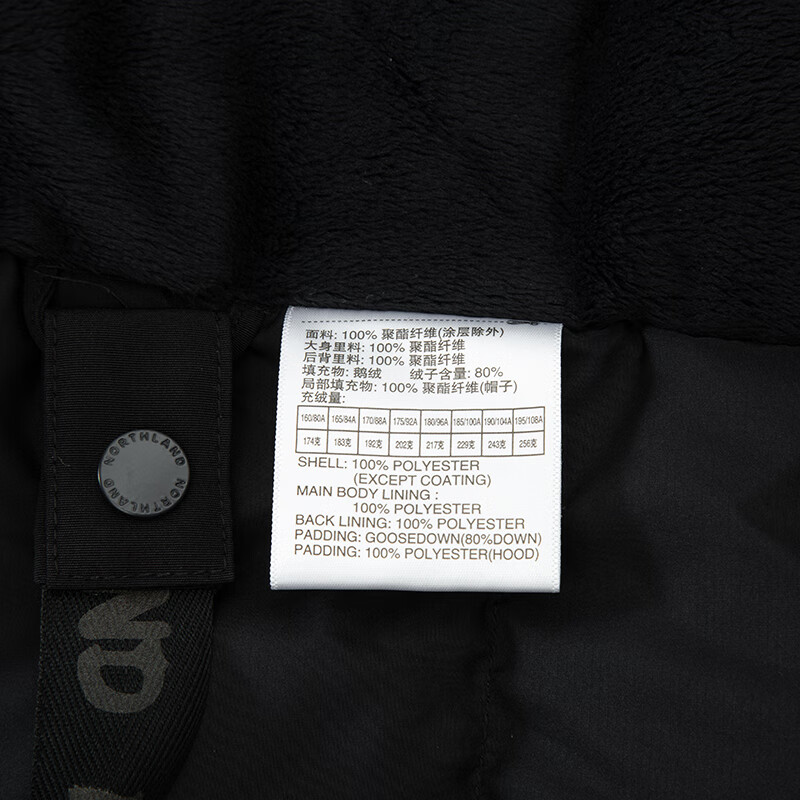 面料: 100% 聚酯纤维(涂层除外)
大身里料: 100% 聚酯纤维
后背里料: 100% 聚酯纤维
填充物: 鹅绒 绒子含量: 80%
局部填充物: 100% 聚酯纤维(帽子)
充绒量:
160/80A 165/84A 170/88A 175/92A 180/96A 185/100A 190/104A 195/108A
174克 183克 192克 202克 217克 229克 243克 256克
SHELL: 100% POLYESTER
(EXCEPT COATING)
MAIN BODY LINING :
100% POLYESTER
BACK LINING: 100% POLYESTER
PADDING: GOOSEDOWN(80%DOWN)
PADDING: 100% POLYESTER(HOOD)
NORTHLAND NORTHLAND
ND